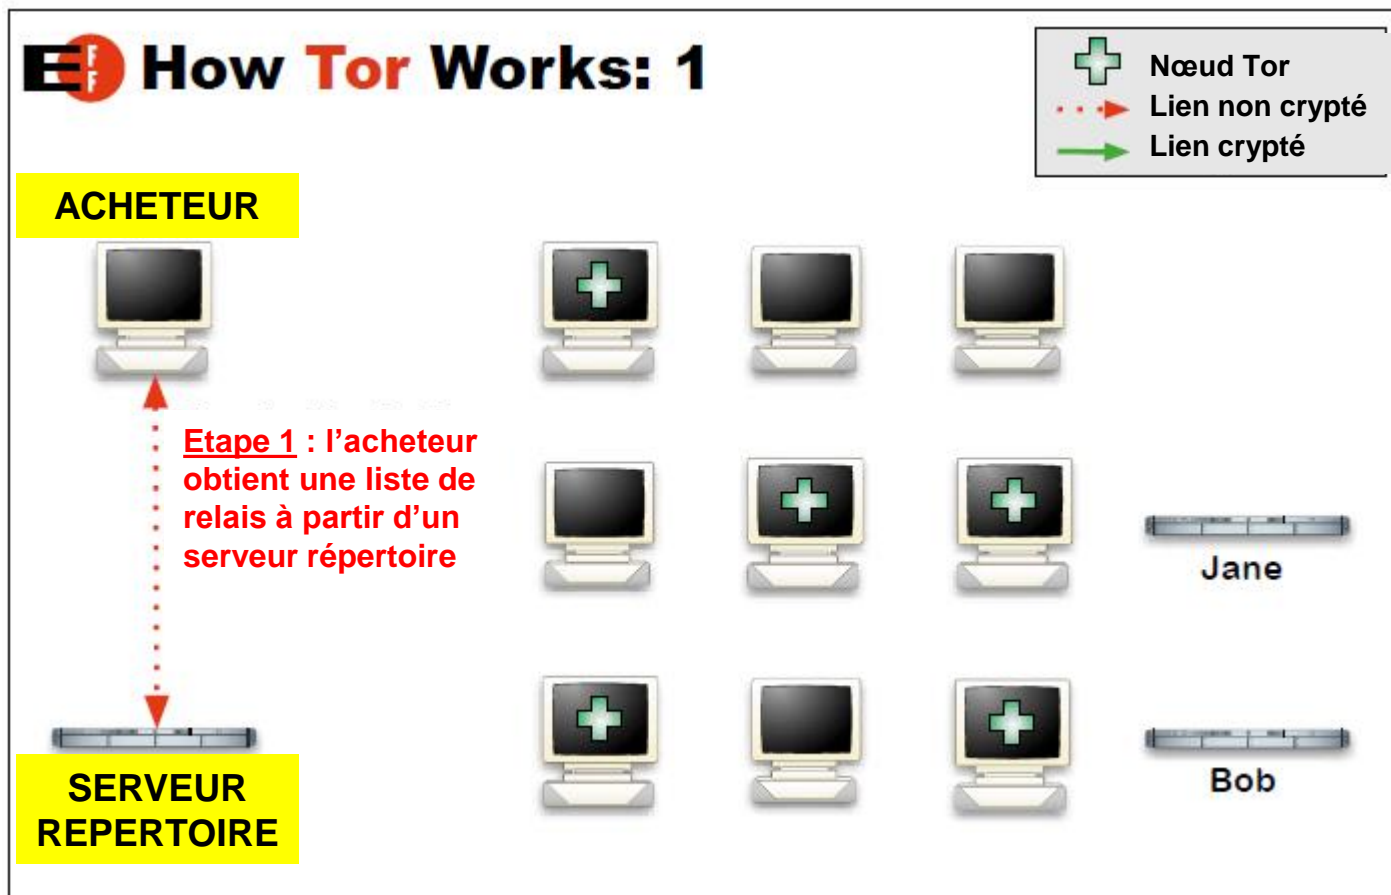 EFF How Tor Works: 1
Nœud Tor
Lien non crypté
Lien crypté
ACHETEUR
Etape 1 : l’acheteur
obtient une liste de
relais à partir d’un
serveur répertoire
Jane
Bob
SERVEUR
REPERTOIRE